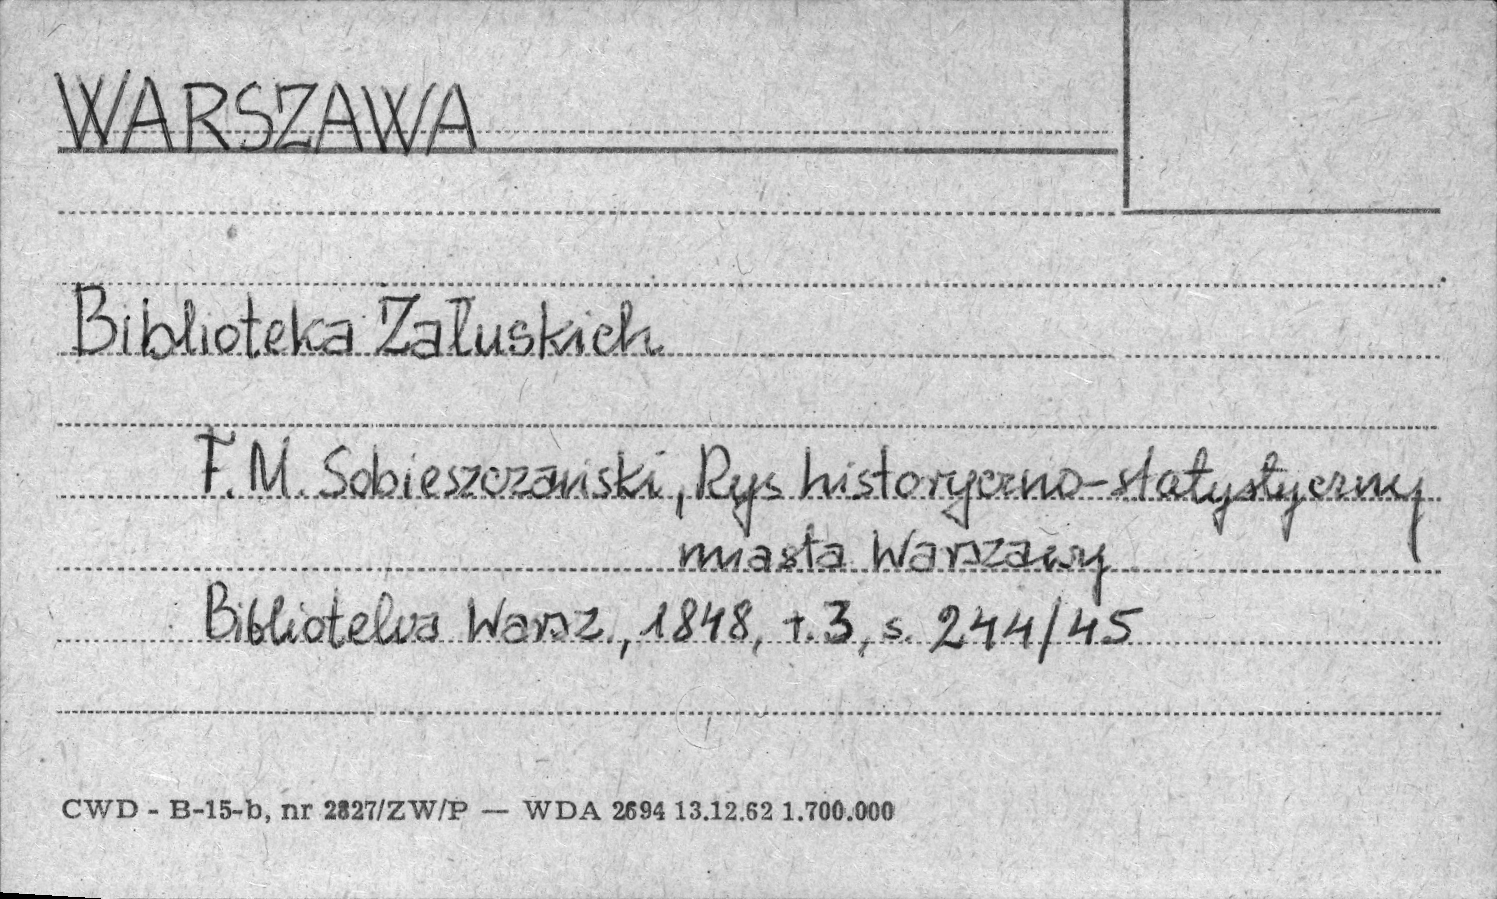 WARSZAWA
Biblioteka Załuskich
F. M. Sobieszczański, Rys historyczno-statystyczny
miasta Warszawy
Biblioteka Warsz., 1848, t. 3, s. 244/45
CWD - B-15-b, nr 2827/ZW/P — WDA 2694 13.12.62 1.700.000